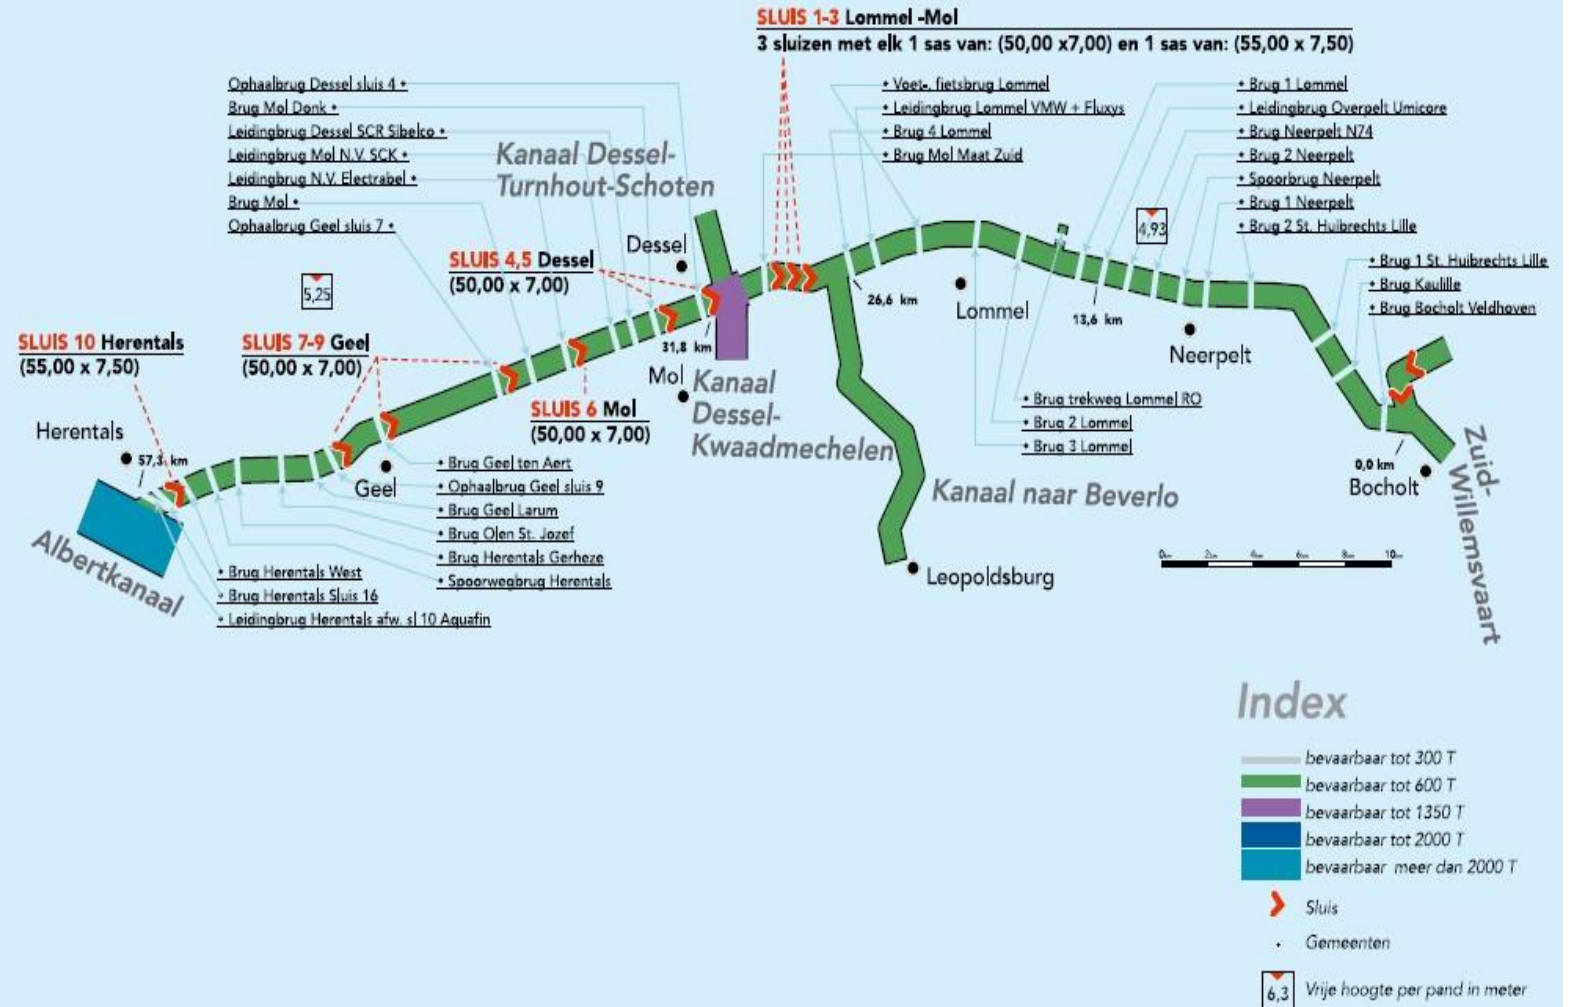 SLUIS 1-3 Lommel -Mol
3 sluizen met elk 1 sas van: (50,00 x7,00) en 1 sas van: (55,00 x 7,50)
Ophaalbrug Dessel sluis 4 •
Brug Mol Donk •
Leidingbrug Dessel SCR Sibelco •
Leidingbrug Mol N.V. SCK •
Leidingbrug N.V. Electrabel •
Brug Mol •
Ophaalbrug Geel sluis 7 •
Kanaal Dessel-
Turnhout-Schoten
• Voet-. fietsbrug Lommel
• Leidingbrug Lommel VMW + Fluxys
• Brug 4 Lommel
• Brug Mol Maat Zuid
• Brug 1 Lommel
• Leidingbrug Overpelt Umicore
• Brug Neerpelt N74
• Brug 2 Neerpelt
• Spoorbrug Neerpelt
• Brug 1 Neerpelt
• Brug 2 St. Huibrechts Lille
4,93
• Brug 1 St. Huibrechts Lille
• Brug Kaulille
• Brug Bocholt Veldhoven
Dessel
SLUIS 4,5 Dessel
(50,00 x 7,00)
5,25
SLUIS 10 Herentals
(55,00 x 7,50)
SLUIS 7-9 Geel
(50,00 x 7,00)
26,6 km
Lommel
13,6 km
Neerpelt
31,8 km
Mol
Kanaal
Dessel-
Kwaadmechelen
SLUIS 6 Mol
(50,00 x 7,00)
• Brug trekweg Lommel RO
• Brug 2 Lommel
• Brug 3 Lommel
Herentals
57,3 km
Geel
• Brug Geel ten Aert
• Ophaalbrug Geel sluis 9
• Brug Geel Larum
• Brug Olen St. Jozef
• Brug Herentals Gerheze
• Spoorwegbrug Herentals
Kanaal naar Beverlo
0,0 km
Bocholt
Zuid-
Willemsvaart
Albertkanaal
• Brug Herentals West
• Brug Herentals Sluis 16
• Leidingbrug Herentals afw. sl 10 Aquafin
Leopoldsburg
0km 2km 4km 6km 8km 10km
Index
bevaarbaar tot 300 T
bevaarbaar tot 600 T
bevaarbaar tot 1350 T
bevaarbaar tot 2000 T
bevaarbaar meer dan 2000 T
Sluis
Gemeenten
6,3 Vrije hoogte per pand in meter